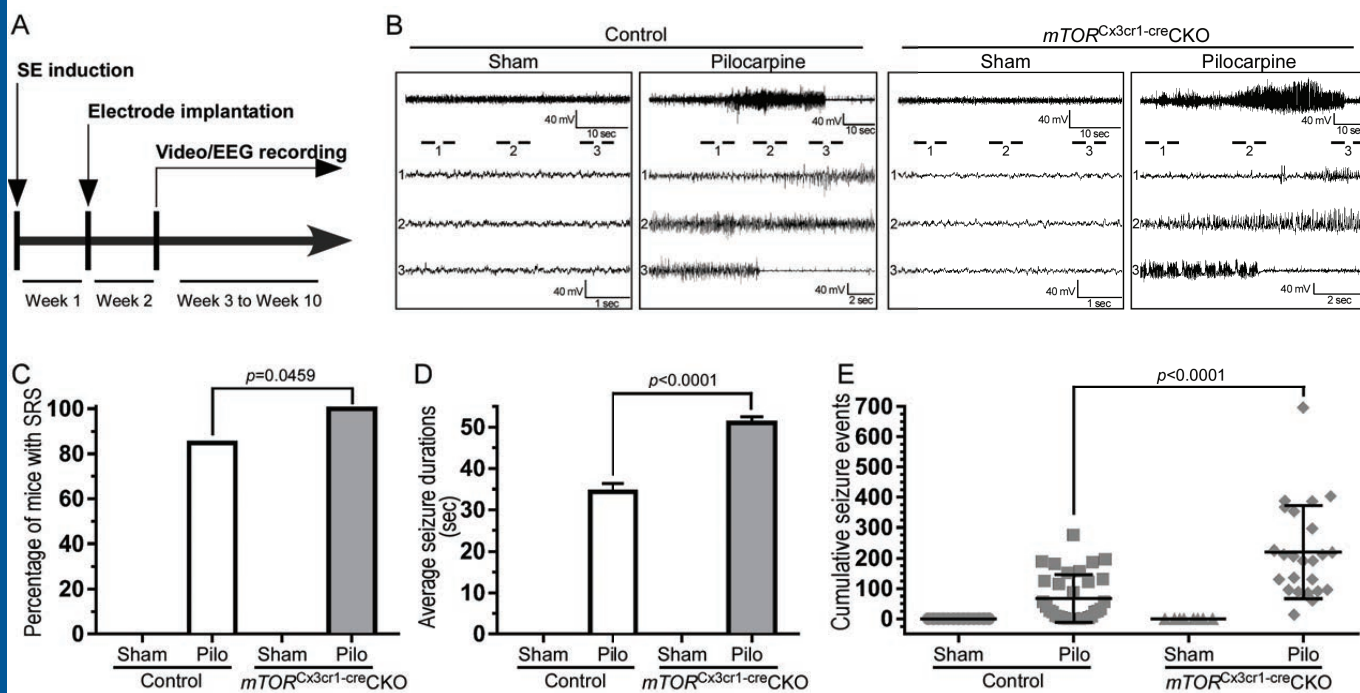 A
SE induction
Electrode implantation
Video/EEG recording
Week 1
Week 2
Week 3 to Week 10
B
Control
mTORCx3cr1-creCKO
Sham
Pilocarpine
Sham
Pilocarpine
40 mV
10 sec
40 mV
10 sec
40 mV
10 sec
40 mV
10 sec
1 2 3
1 2 3
1 2 3
1 2 3
1
2
3
1
2
3
1
2
3
1
2
3
40 mV
1 sec
40 mV
2 sec
40 mV
1 sec
40 mV
2 sec
C
p=0.0459
Percentage of mice with SRS
100
80
60
40
20
0
Sham Pilo Sham Pilo
Control mTORCx3cr1-creCKO
D
p<0.0001
Average seizure durations
(sec)
50
40
30
20
10
0
Sham Pilo Sham Pilo
Control mTORCx3cr1-creCKO
E
p<0.0001
Cumulative seizure events
700
600
500
400
300
200
100
0
Sham Pilo Sham Pilo
Control mTORCx3cr1-creCKO